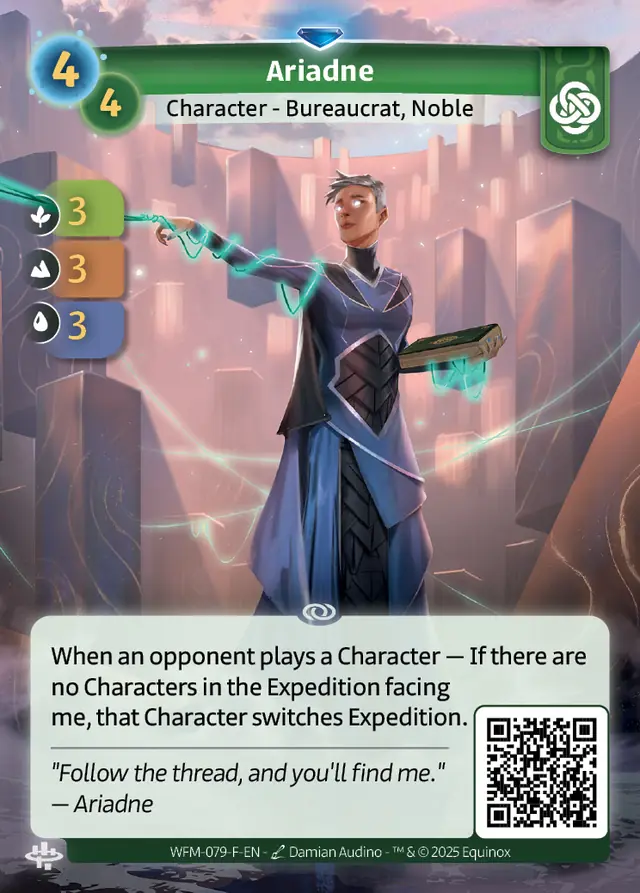 4
Ariadne
4
Character - Bureaucrat, Noble
3
3
3
When an opponent plays a Character — If there are
no Characters in the Expedition facing
me, that Character switches Expedition.
"Follow the thread, and you'll find me."
— Ariadne
WFM-079-F-EN - Damian Audino - ™ & © 2025 Equinox